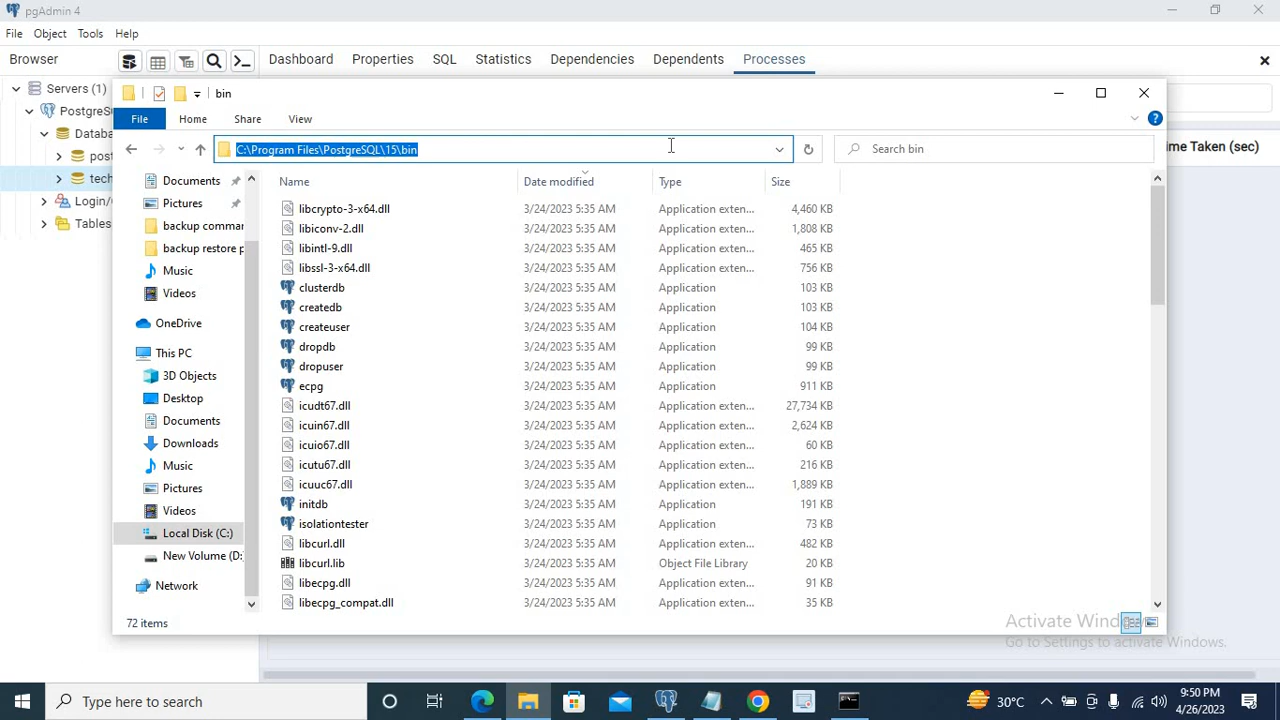 pgAdmin 4
File Object Tools Help
Browser
Dashboard Properties SQL Statistics Dependencies Dependents Processes
Servers (1)
Databa
post
tech
Login/
Tables
ime Taken (sec)
bin
File Home Share View
C:\Program Files\PostgreSQL\15\bin
Search bin
Name Date modified Type Size
Documents
Pictures
backup commar
backup restore p
Music
Videos
OneDrive
This PC
3D Objects
Desktop
Documents
Downloads
Music
Pictures
Videos
Local Disk (C:)
New Volume (D:
Network
libcrypto-3-x64.dll 3/24/2023 5:35 AM Application exten... 4,460 KB
libiconv-2.dll 3/24/2023 5:35 AM Application exten... 1,808 KB
libintl-9.dll 3/24/2023 5:35 AM Application exten... 465 KB
libssl-3-x64.dll 3/24/2023 5:35 AM Application exten... 756 KB
clusterdb 3/24/2023 5:35 AM Application 103 KB
createdb 3/24/2023 5:35 AM Application 103 KB
createuser 3/24/2023 5:35 AM Application 104 KB
dropdb 3/24/2023 5:35 AM Application 99 KB
dropuser 3/24/2023 5:35 AM Application 99 KB
ecpg 3/24/2023 5:35 AM Application 911 KB
icudt67.dll 3/24/2023 5:35 AM Application exten... 27,734 KB
icuin67.dll 3/24/2023 5:35 AM Application exten... 2,624 KB
icuio67.dll 3/24/2023 5:35 AM Application exten... 60 KB
icutu67.dll 3/24/2023 5:35 AM Application exten... 216 KB
icuuc67.dll 3/24/2023 5:35 AM Application exten... 1,889 KB
initdb 3/24/2023 5:35 AM Application 191 KB
isolationtester 3/24/2023 5:35 AM Application 73 KB
libcurl.dll 3/24/2023 5:35 AM Application exten... 482 KB
libcurl.lib 3/24/2023 5:35 AM Object File Library 20 KB
libecpg.dll 3/24/2023 5:35 AM Application exten... 91 KB
libecpg_compat.dll 3/24/2023 5:35 AM Application exten... 35 KB
72 items
Go to Settings to activate Windows.
Type here to search
30°C
9:50 PM
4/26/2023